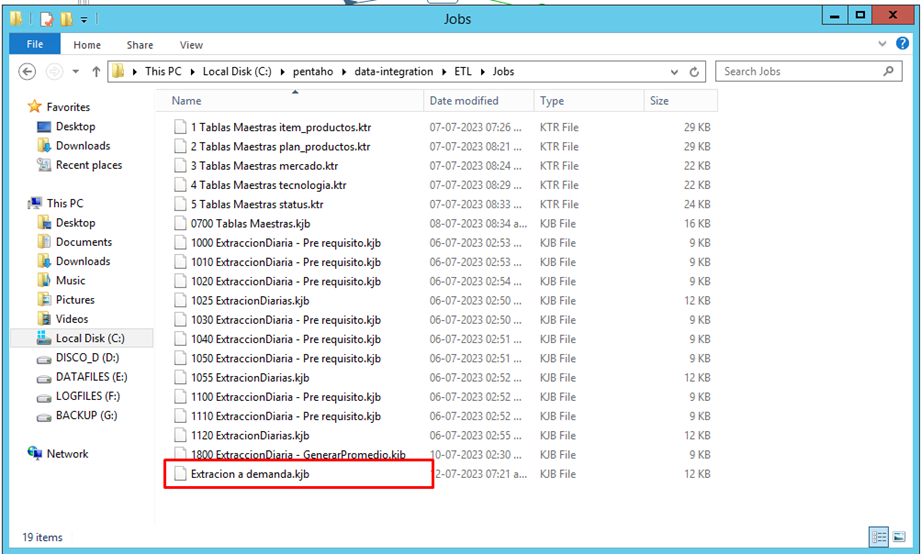 Jobs
File Home Share View
This PC Local Disk (C:) pentaho data-integration ETL Jobs Search Jobs
Name Date modified Type Size
Favorites
Desktop
Downloads
Recent places
This PC
Desktop
Documents
Downloads
Music
Pictures
Videos
Local Disk (C:)
DISCO_D (D:)
DATAFILES (E:)
LOGFILES (F:)
BACKUP (G:)
Network
1 Tablas Maestras item_productos.ktr 07-07-2023 07:26 ... KTR File 29 KB
2 Tablas Maestras plan_productos.ktr 07-07-2023 08:21 ... KTR File 29 KB
3 Tablas Maestras mercado.ktr 07-07-2023 08:24 ... KTR File 22 KB
4 Tablas Maestras tecnologia.ktr 07-07-2023 08:29 ... KTR File 22 KB
5 Tablas Maestras status.ktr 07-07-2023 08:33 ... KTR File 24 KB
0700 Tablas Maestras.kjb 08-07-2023 08:34 a... KJB File 16 KB
1000 ExtraccionDiaria - Pre requisito.kjb 06-07-2023 02:53 ... KJB File 9 KB
1010 ExtraccionDiaria - Pre requisito.kjb 06-07-2023 02:53 ... KJB File 9 KB
1020 ExtraccionDiaria - Pre requisito.kjb 06-07-2023 02:54 ... KJB File 9 KB
1025 ExtracionDiarias.kjb 06-07-2023 02:50 ... KJB File 12 KB
1030 ExtraccionDiaria - Pre requisito.kjb 06-07-2023 02:50 ... KJB File 9 KB
1040 ExtraccionDiaria - Pre requisito.kjb 06-07-2023 02:51 ... KJB File 9 KB
1050 ExtraccionDiaria - Pre requisito.kjb 06-07-2023 02:51 ... KJB File 9 KB
1055 ExtracionDiarias.kjb 06-07-2023 02:52 ... KJB File 12 KB
1100 ExtraccionDiaria - Pre requisito.kjb 06-07-2023 02:52 ... KJB File 9 KB
1110 ExtraccionDiaria - Pre requisito.kjb 06-07-2023 02:52 ... KJB File 9 KB
1120 ExtracionDiarias.kjb 06-07-2023 02:55 ... KJB File 12 KB
1800 ExtraccionDiaria - GenerarPromedio.kjb 10-07-2023 02:30 ... KJB File 9 KB
Extracion a demanda.kjb 2-07-2023 07:21 a... KJB File 12 KB
19 items